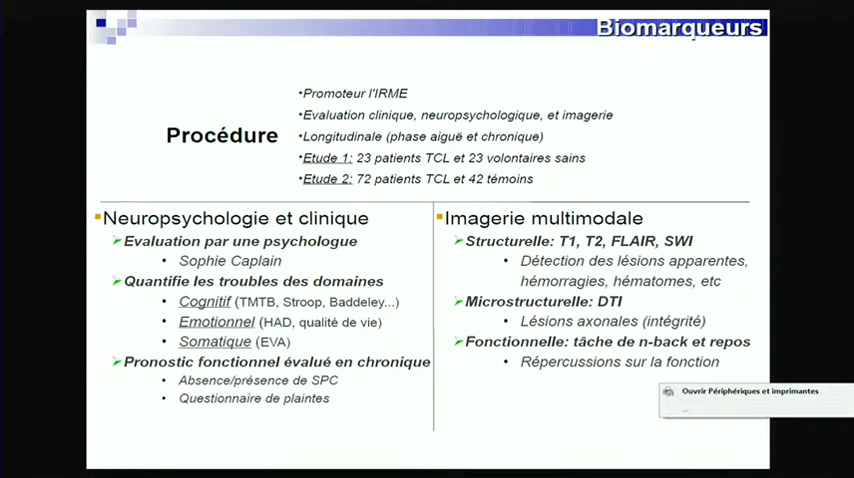 Biomarqueurs
Procédure
•Promoteur l'IRME
•Evaluation clinique, neuropsychologique, et imagerie
•Longitudinale (phase aiguë et chronique)
•Etude 1: 23 patients TCL et 23 volontaires sains
•Etude 2: 72 patients TCL et 42 témoins
Neuropsychologie et clinique
Evaluation par une psychologue
• Sophie Caplain
Quantifie les troubles des domaines
• Cognitif (TMTB, Stroop, Baddeley...)
• Emotionnel (HAD, qualité de vie)
• Somatique (EVA)
Pronostic fonctionnel évalué en chronique
• Absence/présence de SPC
• Questionnaire de plaintes
Imagerie multimodale
Structurelle: T1, T2, FLAIR, SWI
• Détection des lésions apparentes,
hémorragies, hématomes, etc
Microstructurelle: DTI
• Lésions axonales (intégrité)
Fonctionnelle: tâche de n-back et repos
• Répercussions sur la fonction
Ouvrir Périphériques et imprimantes
...